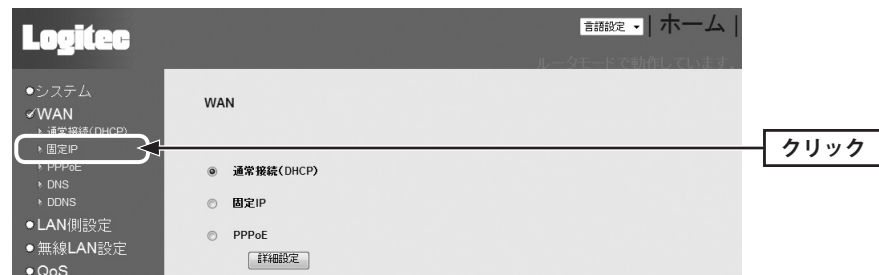 Logitec
言語設定 | ホーム |
ルータモードで動作しています。
●システム
✓WAN
通常接続(DHCP)
固定IP
PPPoE
DNS
DDNS
●LAN側設定
●無線LAN設定
●QoS
WAN
通常接続(DHCP)
固定IP
PPPoE
詳細設定
クリック